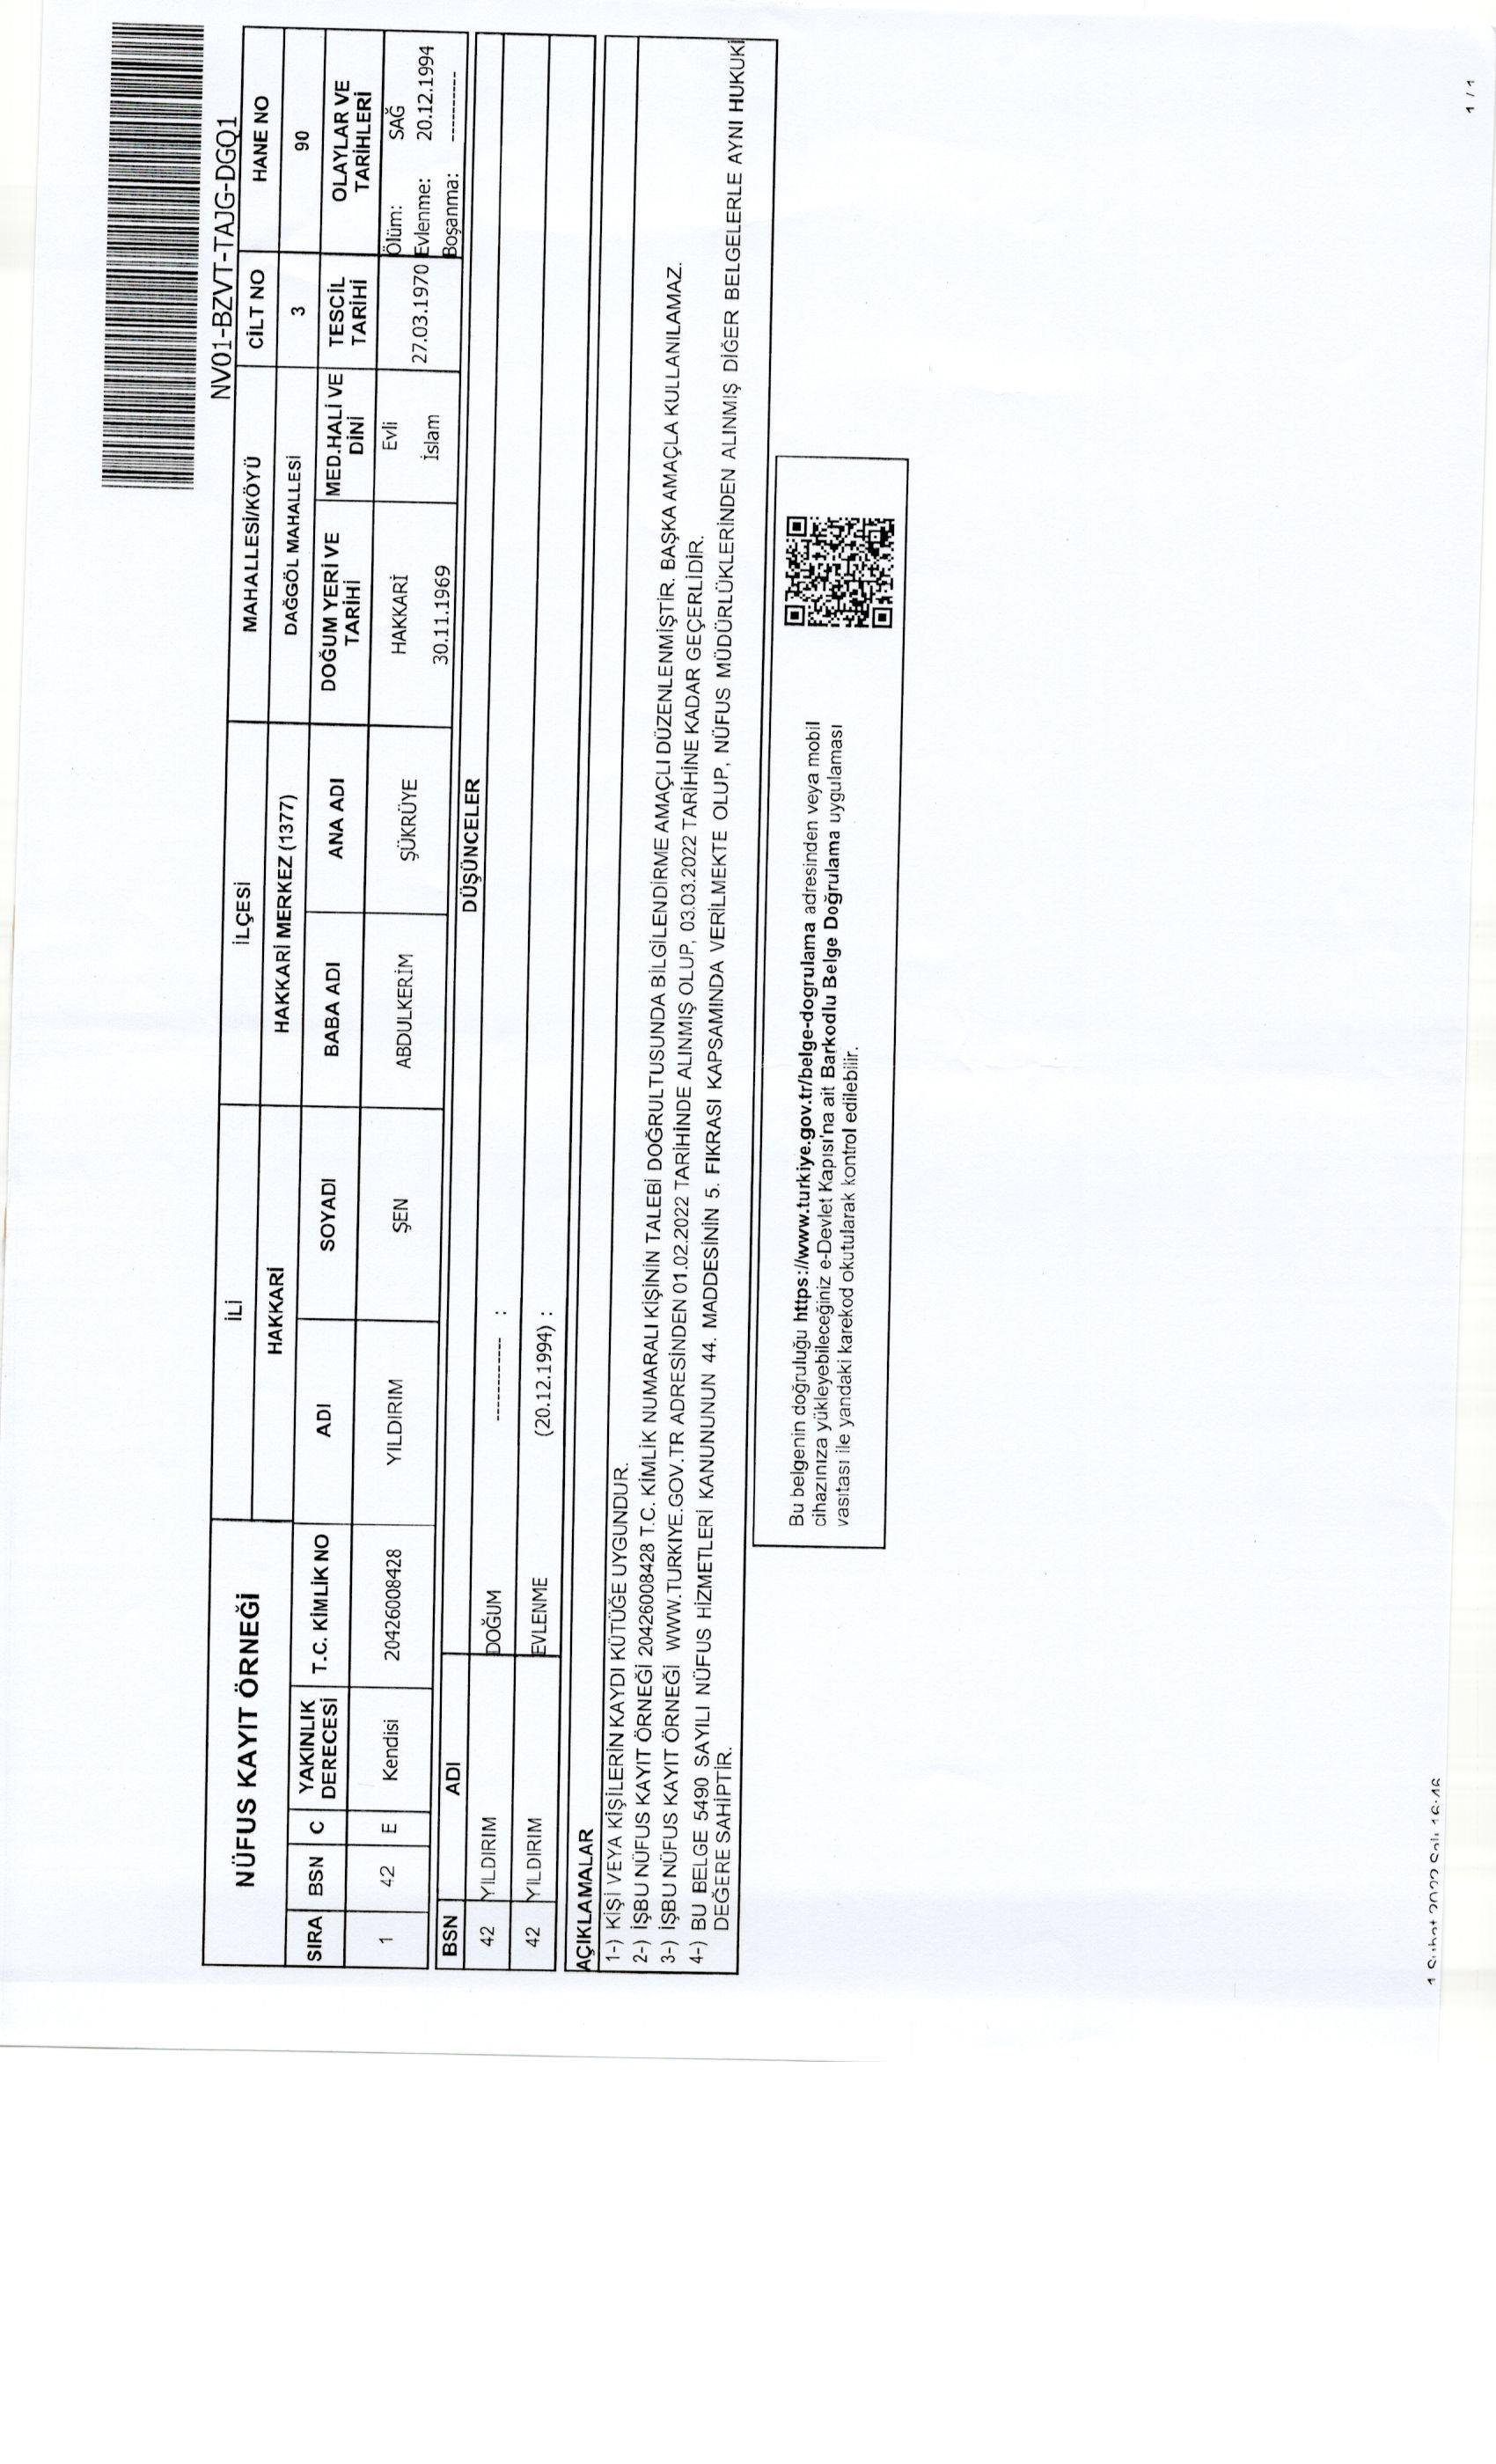 NV01-BZVT-TAJG-DGQ1
NÜFUS KAYIT ÖRNEĞİ
İLİ İLÇESİ MAHALLESİ/KÖYÜ CİLT NO HANE NO
HAKKARİ HAKKARİ MERKEZ (1377) DAĞGÖL MAHALLESİ 3 90
SIRA BSN C YAKINLIK DERECESİ T.C. KİMLİK NO ADI SOYADI BABA ADI ANA ADI DOĞUM YERİ VE TARİHİ MED.HALİ VE DİNİ TESCİL TARİHİ OLAYLAR VE TARİHLERİ
1 42 E Kendisi 20426008428 YILDIRIM ŞEN ABDULKERİM ŞÜKRÜYE HAKKARİ Evli Ölüm: SAĞ
27.03.1970 Evlenme: 20.12.1994
30.11.1969 İslam Boşanma: ----------
BSN ADI DÜŞÜNCELER
42 YILDIRIM DOĞUM ------------ :
42 YILDIRIM EVLENME (20.12.1994) :
AÇIKLAMALAR
1-) KİŞİ VEYA KİŞİLERİN KAYDI KÜTÜĞE UYGUNDUR.
2-) İŞBU NÜFUS KAYIT ÖRNEĞİ 20426008428 T.C. KİMLİK NUMARALI KİŞİNİN TALEBİ DOĞRULTUSUNDA BİLGİLENDİRME AMAÇLI DÜZENLENMİŞTİR. BAŞKA AMAÇLA KULLANILAMAZ.
3-) İŞBU NÜFUS KAYIT ÖRNEĞİ WWW.TURKIYE.GOV.TR ADRESİNDEN 01.02.2022 TARİHİNDE ALINMIŞ OLUP, 03.03.2022 TARİHİNE KADAR GEÇERLİDİR.
4-) BU BELGE 5490 SAYILI NÜFUS HİZMETLERİ KANUNUNUN 44. MADDESİNİN 5. FIKRASI KAPSAMINDA VERİLMEKTE OLUP, NÜFUS MÜDÜRLÜKLERİNDEN ALINMIŞ DİĞER BELGELERLE AYNI HUKUKİ
DEĞERE SAHİPTİR.
Bu belgenin doğruluğu https://www.turkiye.gov.tr/belge-dogrulama adresinden veya mobil
cihazınıza yükleyebileceğiniz e-Devlet Kapısı'na ait Barkodlu Belge Doğrulama uygulaması
vasıtası ile yandaki karekod okutularak kontrol edilebilir.
1 Şubat 2022 Salı 16:46
1 / 1